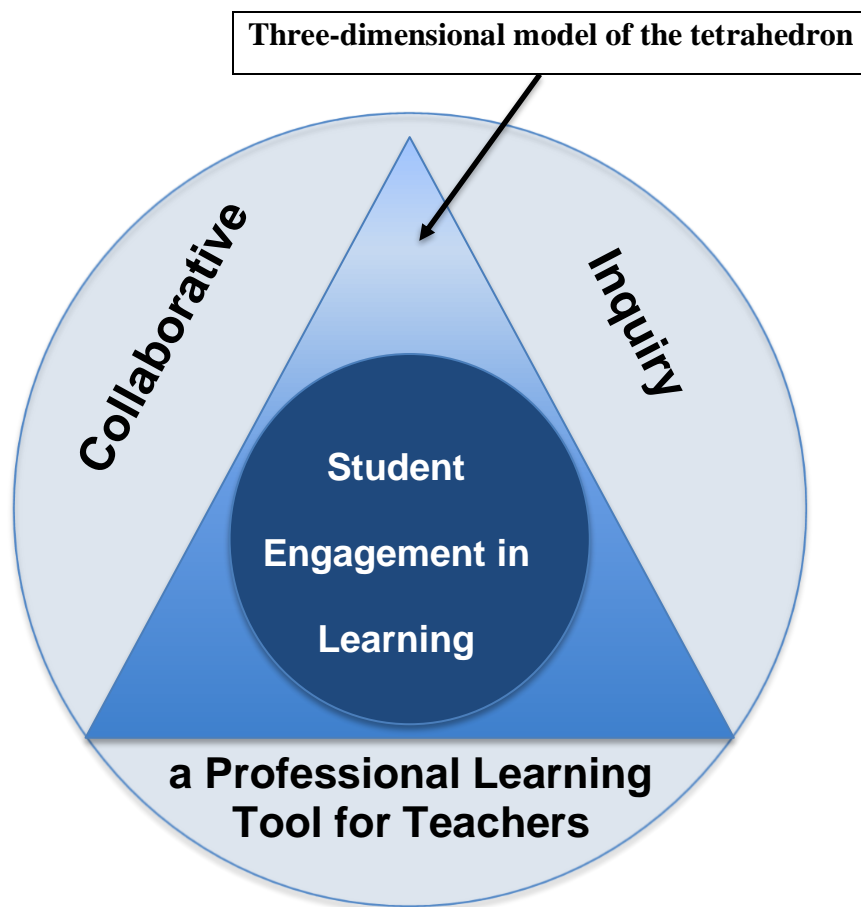 Three-dimensional model of the tetrahedron
Collaborative
Inquiry
Student
Engagement in
Learning
a Professional Learning
Tool for Teachers